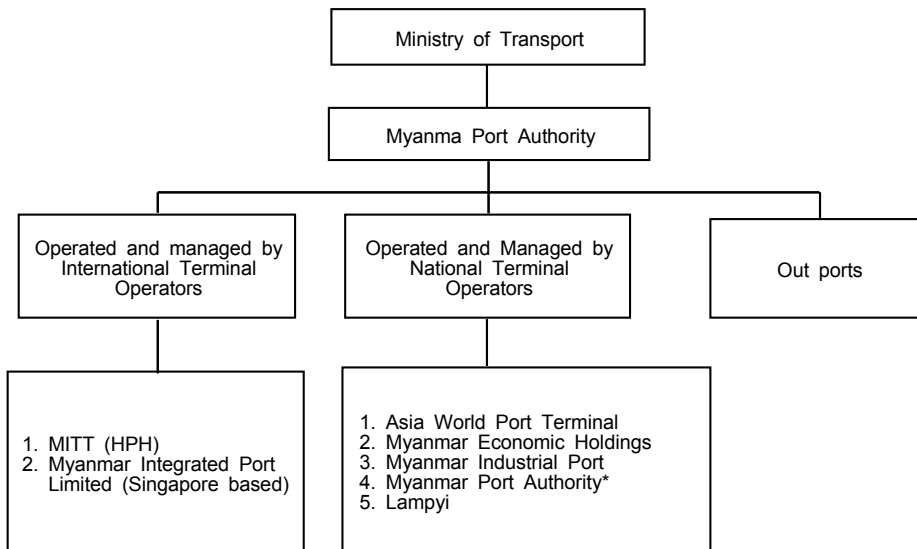 Ministry of Transport
Myanma Port Authority
Operated and managed by
International Terminal
Operators
Operated and Managed by
National Terminal
Operators
Out ports
1. MITT (HPH)
2. Myanmar Integrated Port
Limited (Singapore based)
1. Asia World Port Terminal
2. Myanmar Economic Holdings
3. Myanmar Industrial Port
4. Myanmar Port Authority*
5. Lampyi